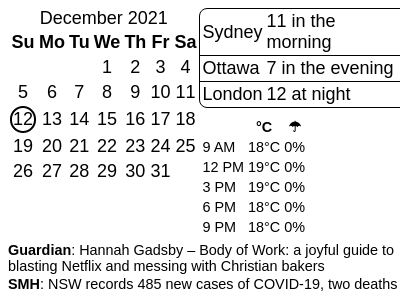 December 2021
Su Mo Tu We Th Fr Sa
1 2 3 4
5 6 7 8 9 10 11
12 13 14 15 16 17 18
19 20 21 22 23 24 25
26 27 28 29 30 31
Sydney 11 in the
morning
Ottawa 7 in the evening
London 12 at night
°C ☂
9 AM 18°C 0%
12 PM 19°C 0%
3 PM 19°C 0%
6 PM 18°C 0%
9 PM 18°C 0%
Guardian: Hannah Gadsby – Body of Work: a joyful guide to
blasting Netflix and messing with Christian bakers
SMH: NSW records 485 new cases of COVID-19, two deaths